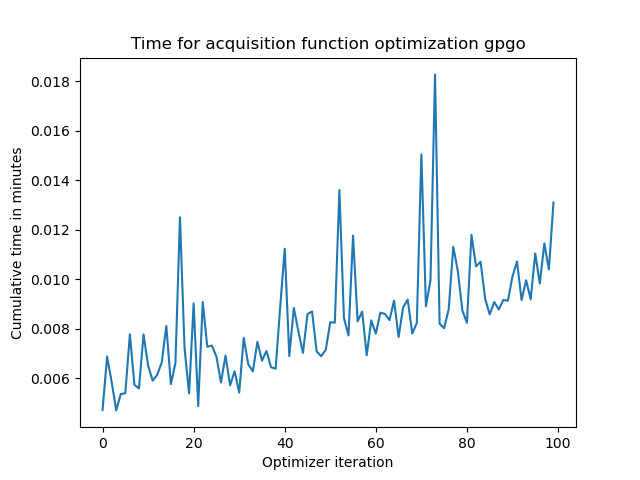 Time for acquisition function optimization gpgo
0.018
0.016
0.014
0.012
0.010
0.008
0.006
Cumulative time in minutes
0 20 40 60 80 100
Optimizer iteration